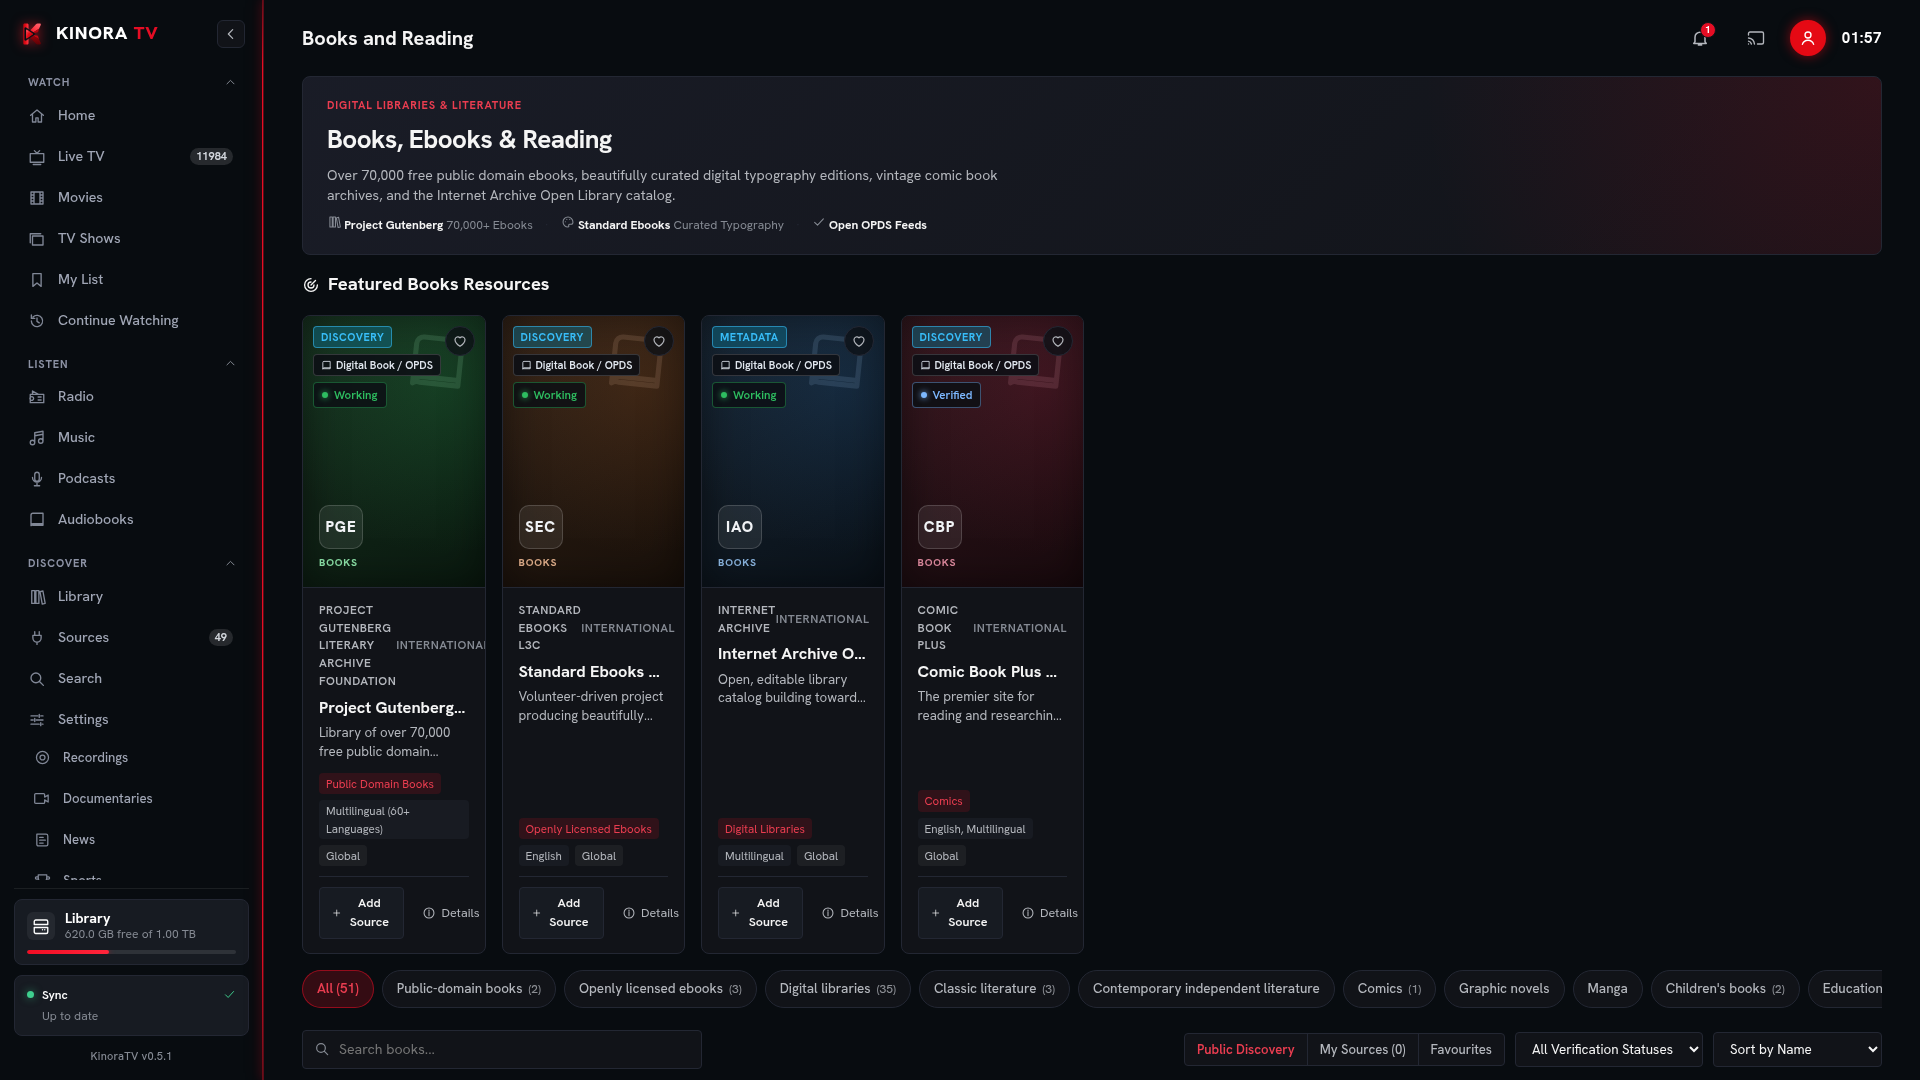 KINORA TV
WATCH
Home
Live TV 11984
Movies
TV Shows
My List
Continue Watching
LISTEN
Radio
Music
Podcasts
Audiobooks
DISCOVER
Library
Sources 49
Search
Settings
Recordings
Documentaries
News
Sports
Library
620.0 GB free of 1.00 TB
Sync
Up to date
KinoraTV v0.5.1
Books and Reading
1
01:57
DIGITAL LIBRARIES & LITERATURE
Books, Ebooks & Reading
Over 70,000 free public domain ebooks, beautifully curated digital typography editions, vintage comic book
archives, and the Internet Archive Open Library catalog.
Project Gutenberg 70,000+ Ebooks Standard Ebooks Curated Typography Open OPDS Feeds
Featured Books Resources
DISCOVERY
Digital Book / OPDS
Working
PGE
BOOKS
PROJECT
GUTENBERG
LITERARY INTERNATIONAL
ARCHIVE
FOUNDATION
Project Gutenberg...
Library of over 70,000
free public domain...
Public Domain Books
Multilingual (60+
Languages)
Global
Add
Source
Details
DISCOVERY
Digital Book / OPDS
Working
SEC
BOOKS
STANDARD
EBOOKS INTERNATIONAL
L3C
Standard Ebooks ...
Volunteer-driven project
producing beautifully...
Openly Licensed Ebooks
English Global
Add
Source
Details
METADATA
Digital Book / OPDS
Working
IAO
BOOKS
INTERNET
ARCHIVE INTERNATIONAL
Internet Archive O...
Open, editable library
catalog building toward...
Digital Libraries
Multilingual Global
Add
Source
Details
DISCOVERY
Digital Book / OPDS
Verified
CBP
BOOKS
COMIC
BOOK INTERNATIONAL
PLUS
Comic Book Plus ...
The premier site for
reading and researchin...
Comics
English, Multilingual
Global
Add
Source
Details
All (51) Public-domain books (2) Openly licensed ebooks (3) Digital libraries (35) Classic literature (3) Contemporary independent literature Comics (1) Graphic novels Manga Children's books (2) Education
Search books...
Public Discovery My Sources (0) Favourites All Verification Statuses Sort by Name